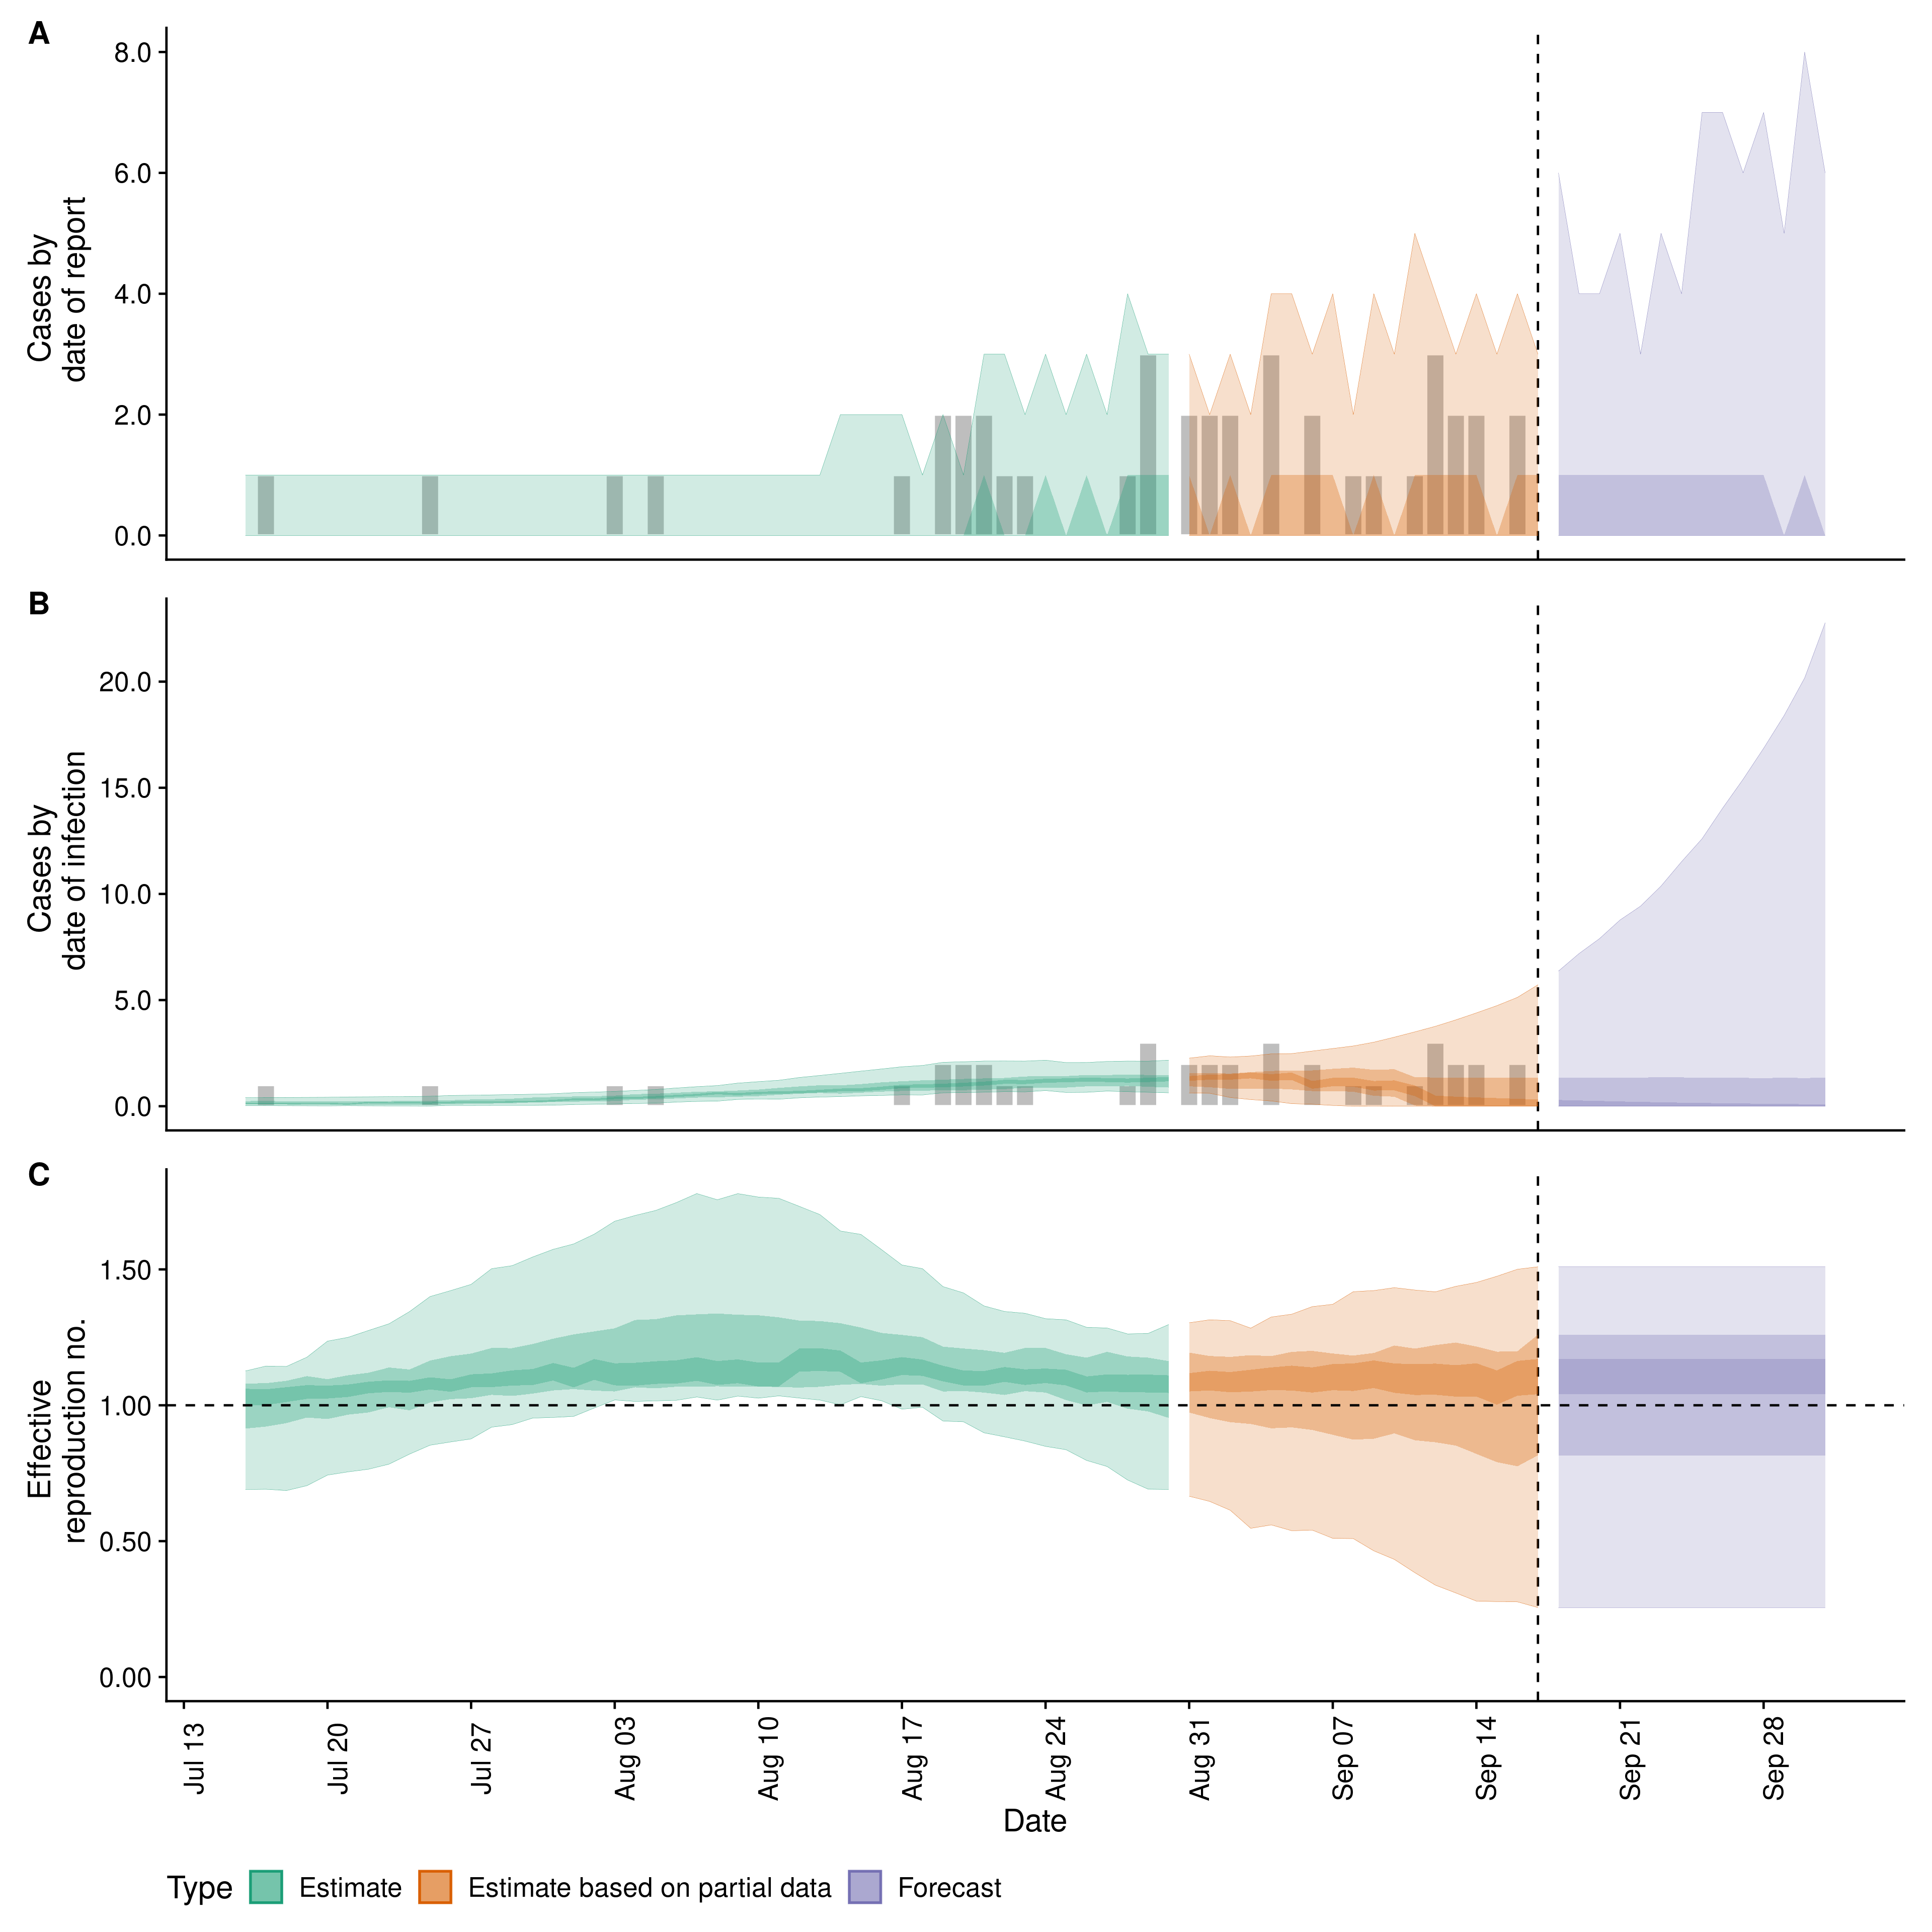 A
8.0
6.0
4.0
2.0
0.0
Cases by
date of report
B
20.0
15.0
10.0
5.0
0.0
Cases by
date of infection
C
1.50
1.00
0.50
0.00
Effective
reproduction no.
Jul 13
Jul 20
Jul 27
Aug 03
Aug 10
Aug 17
Aug 24
Aug 31
Sep 07
Sep 14
Sep 21
Sep 28
Date
Type Estimate Estimate based on partial data Forecast